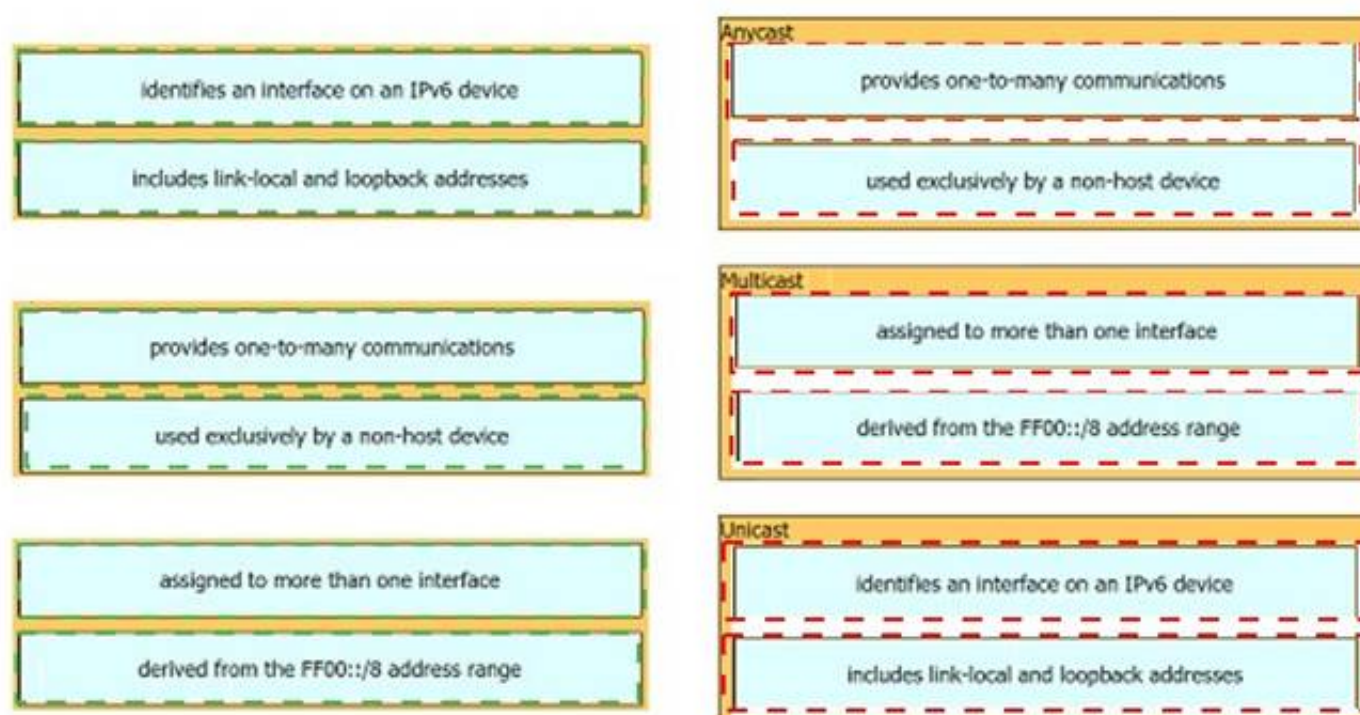 identifies an interface on an IPv6 device
includes link-local and loopback addresses
provides one-to-many communications
used exclusively by a non-host device
assigned to more than one interface
derived from the FF00::/8 address range
Anycast
provides one-to-many communications
used exclusively by a non-host device
Multicast
assigned to more than one interface
derived from the FF00::/8 address range
Unicast
identifies an interface on an IPv6 device
includes link-local and loopback addresses